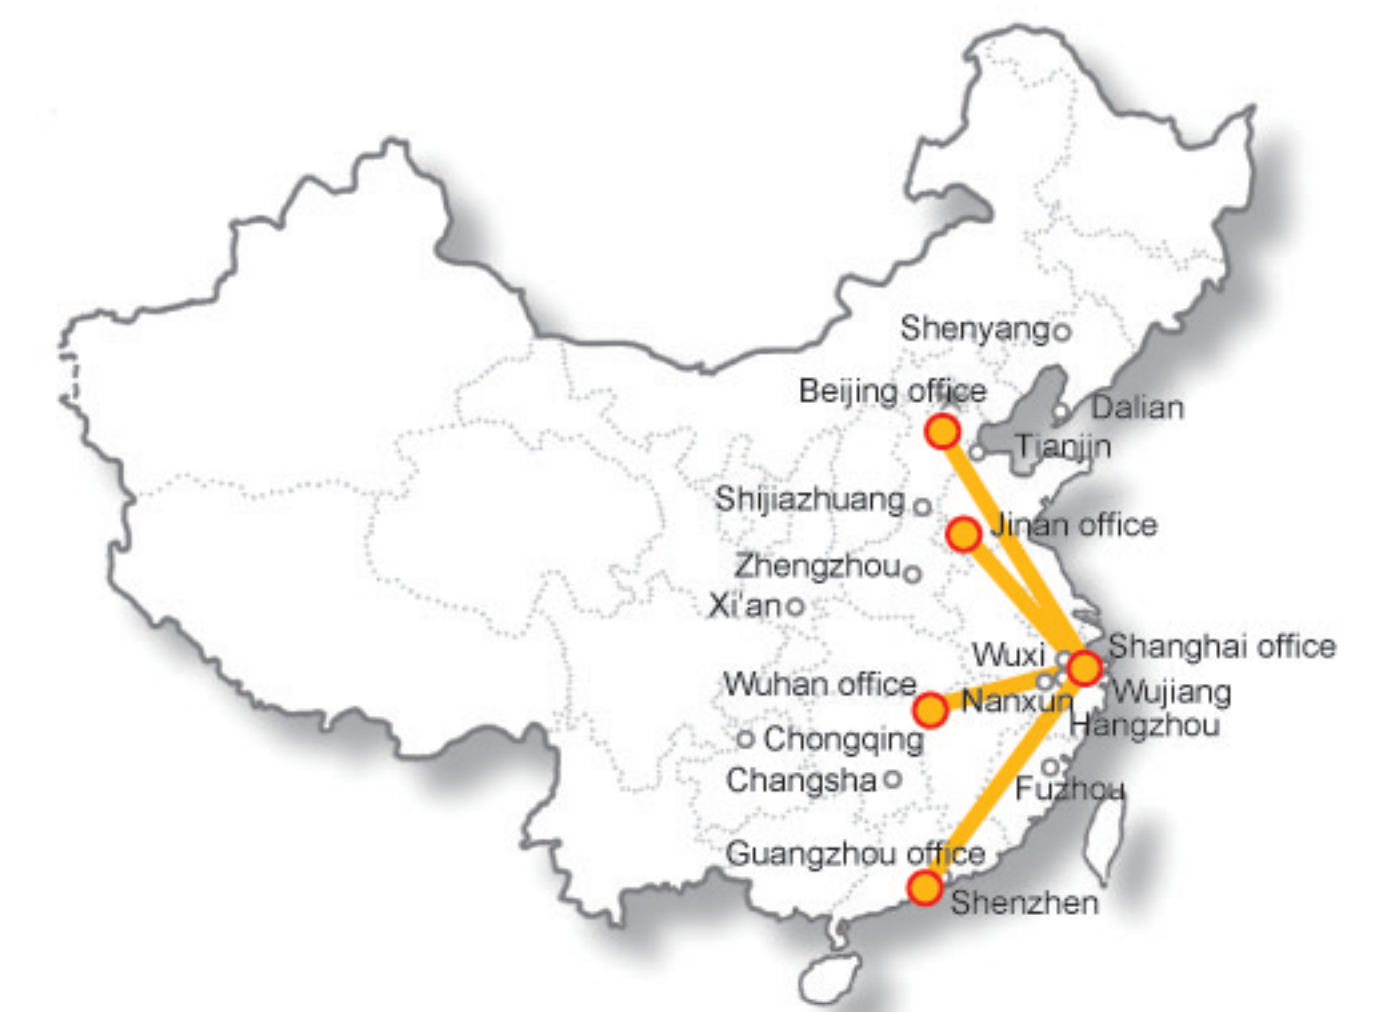 Shenyang
Beijing office
Dalian
Tianjin
Shijiazhuang
Jinan office
Zhengzhou
Xi'an
Shanghai office
Wuxi
Wuhan office
Nanxun
Wujiang
Hangzhou
Chongqing
Changsha
Fuzhou
Guangzhou office
Shenzhen